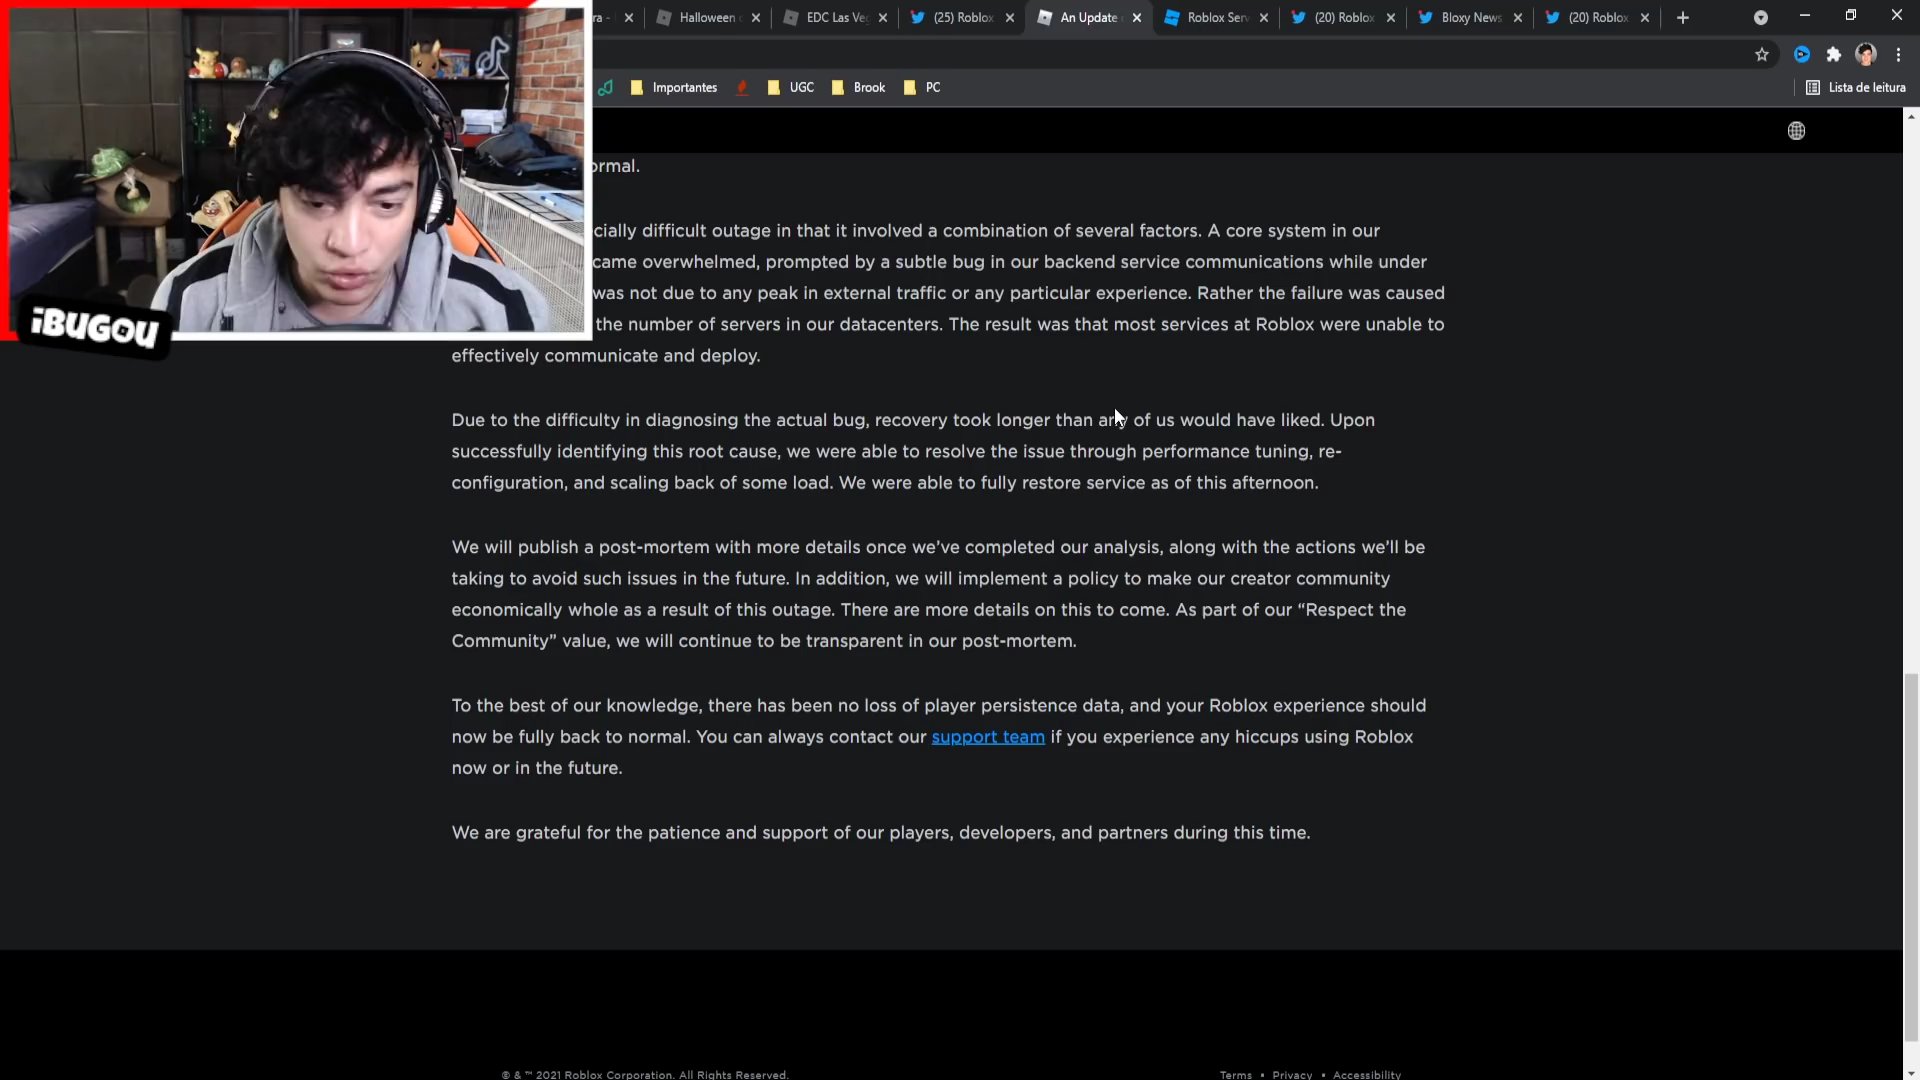 ra -
Halloween
EDC Las Ve
(25) Roblox
An Update
Roblox Serv
(20) Roblox
Bloxy News
(20) Roblox
Importantes
UGC
Brook
PC
Lista de leitura
iBUGOU
ormal.
cially difficult outage in that it involved a combination of several factors. A core system in our
came overwhelmed, prompted by a subtle bug in our backend service communications while under
was not due to any peak in external traffic or any particular experience. Rather the failure was caused
the number of servers in our datacenters. The result was that most services at Roblox were unable to
effectively communicate and deploy.
Due to the difficulty in diagnosing the actual bug, recovery took longer than any of us would have liked. Upon
successfully identifying this root cause, we were able to resolve the issue through performance tuning, re-
configuration, and scaling back of some load. We were able to fully restore service as of this afternoon.
We will publish a post-mortem with more details once we’ve completed our analysis, along with the actions we’ll be
taking to avoid such issues in the future. In addition, we will implement a policy to make our creator community
economically whole as a result of this outage. There are more details on this to come. As part of our “Respect the
Community” value, we will continue to be transparent in our post-mortem.
To the best of our knowledge, there has been no loss of player persistence data, and your Roblox experience should
now be fully back to normal. You can always contact our support team if you experience any hiccups using Roblox
now or in the future.
We are grateful for the patience and support of our players, developers, and partners during this time.
© & ™ 2021 Roblox Corporation. All Rights Reserved.
Terms • Privacy • Accessibility